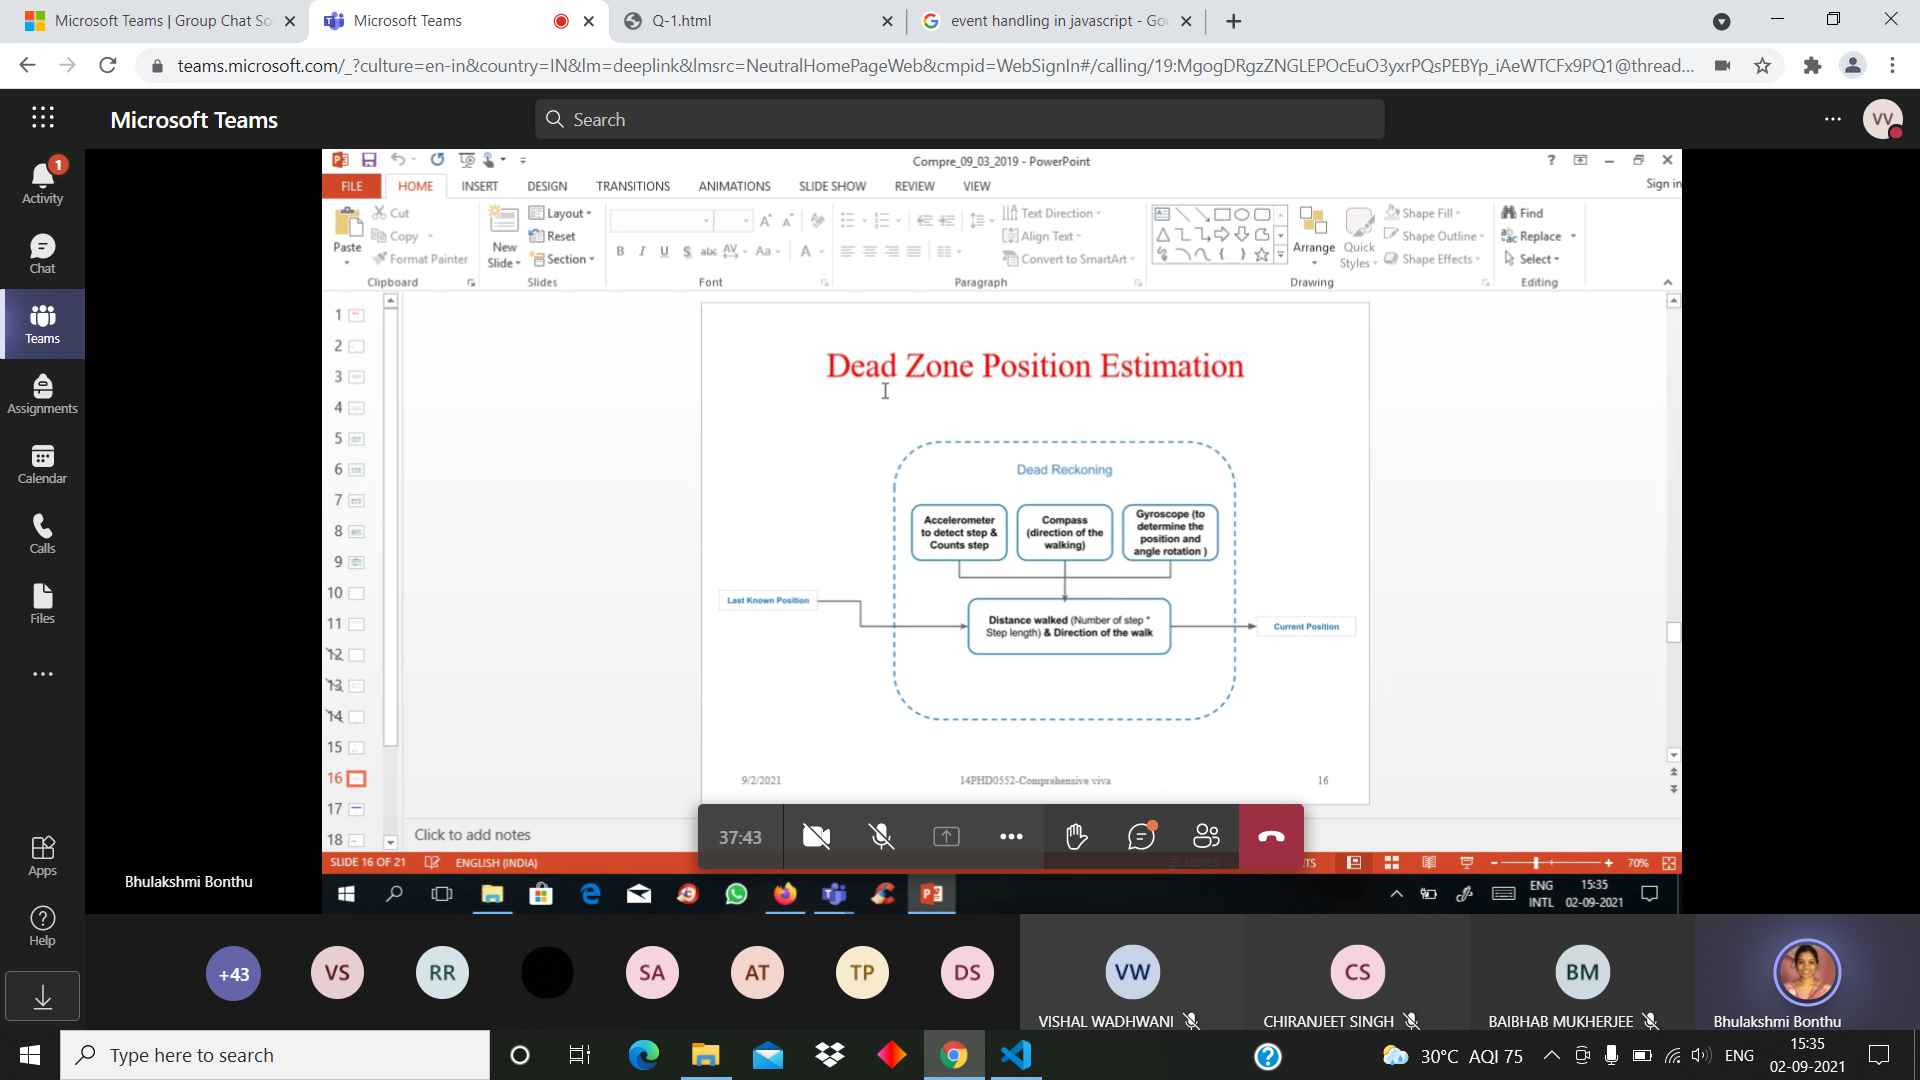 Microsoft Teams | Group Chat So
Microsoft Teams
Q-1.html
event handling in javascript - Goo
teams.microsoft.com/_?culture=en-in&country=IN&lm=deeplink&lmsrc=NeutralHomePageWeb&cmpid=WebSignIn#/calling/19:MgogDRgzZNGLEPOcEuO3yxrPQsPEBYp_iAeWTCFx9PQ1@thread...
Microsoft Teams
Search
VV
1
Activity
Chat
Teams
Assignments
Calendar
Calls
Files
Apps
Help
Compre_09_03_2019 - PowerPoint
FILE HOME INSERT DESIGN TRANSITIONS ANIMATIONS SLIDE SHOW REVIEW VIEW Sign in
Paste
Cut
Copy
Format Painter
Clipboard
New
Slide
Layout
Reset
Section
Slides
B I U S abc AV Aa A
Font
Text Direction
Align Text
Convert to SmartArt
Paragraph
Arrange
Quick
Styles
Shape Fill
Shape Outline
Shape Effects
Drawing
Find
Replace
Select
Editing
1
2
3
4
5
6
7
8
9
10
11
12
13
14
15
16
17
18
Dead Zone Position Estimation
Dead Reckoning
Accelerometer
to detect step &
Counts step
Compass
(direction of the
walking)
Gyroscope (to
determine the
position and
angle rotation )
Last Known Position
Distance walked (Number of step *
Step length) & Direction of the walk
Current Position
9/2/2021
14PHD0552-Comprehensive viva
16
Click to add notes
37:43
SLIDE 16 OF 21 ENGLISH (INDIA)
NOTES
70%
ENG
INTL
15:35
02-09-2021
Bhulakshmi Bonthu
+43
VS
RR
SA
AT
TP
DS
VW
VISHAL WADHWANI
CS
CHIRANJEET SINGH
BM
BAIBHAB MUKHERJEE
Bhulakshmi Bonthu
Type here to search
30°C AQI 75
ENG
15:35
02-09-2021